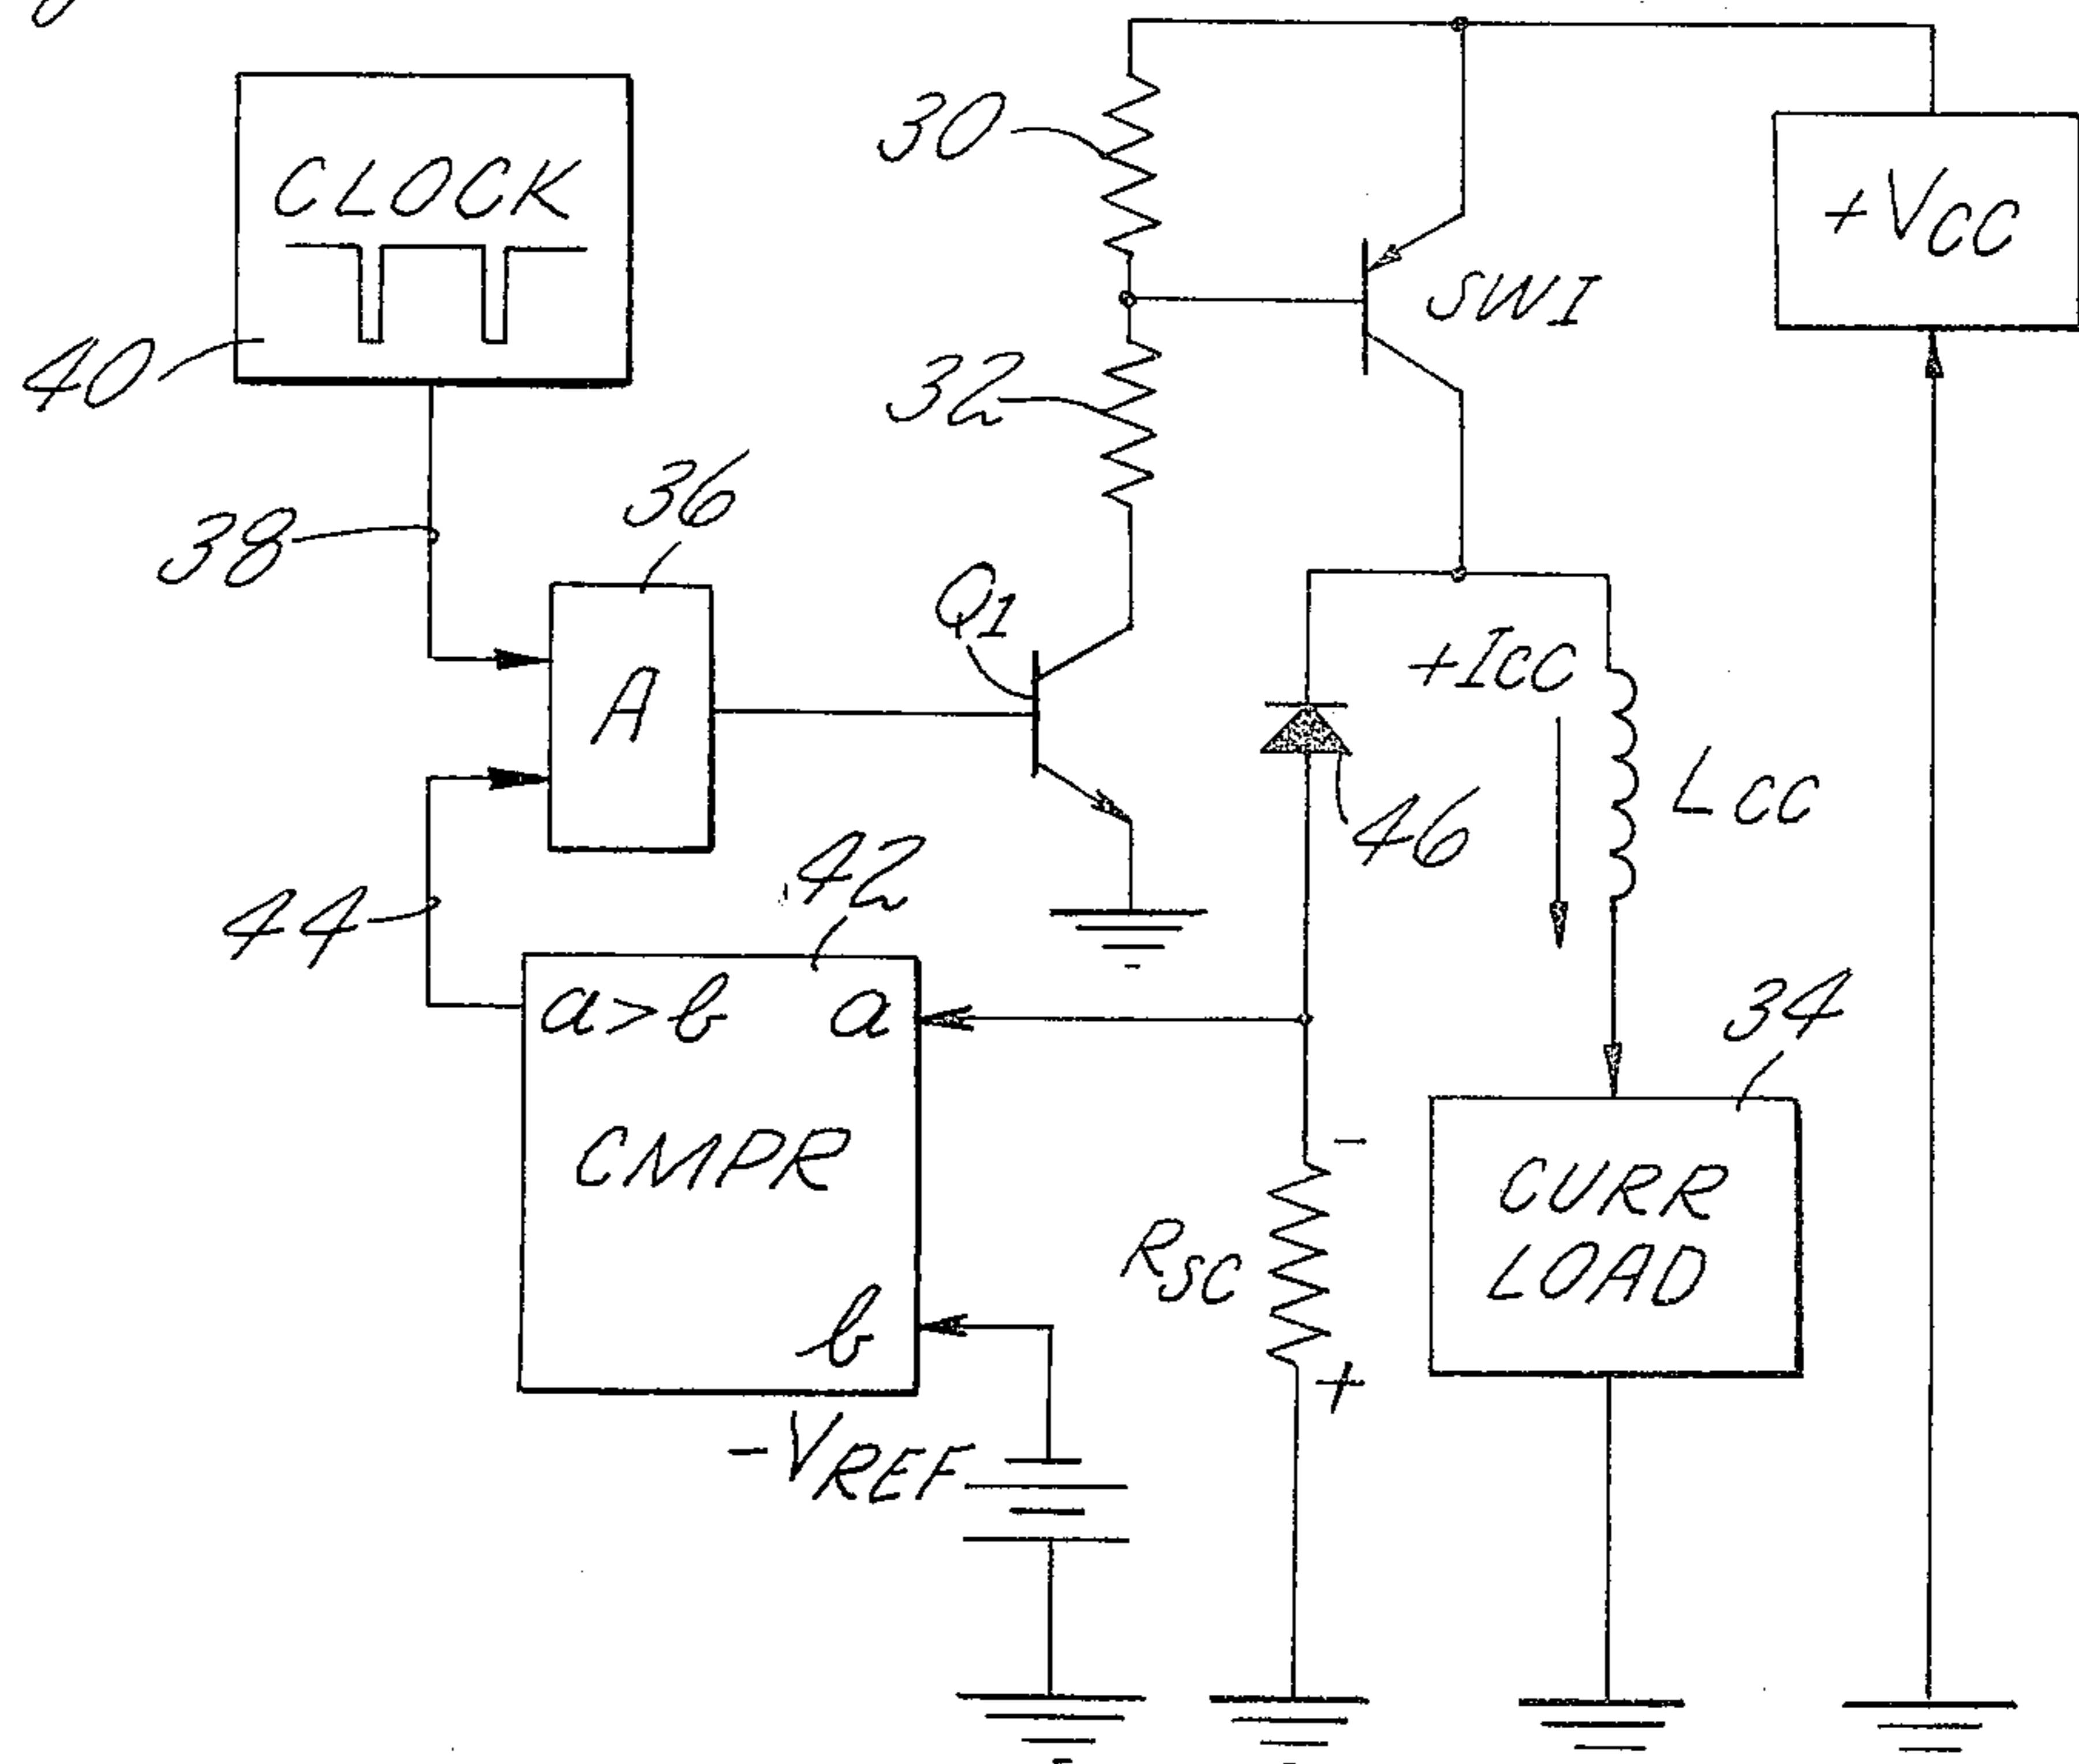 CLOCK
40
38
36
A
44
42
a>b a
CMPR
b
-VREF
30
32
Q1
SW1
+VCC
+ICC
LCC
46
34
CURR
LOAD
-
RSC
+